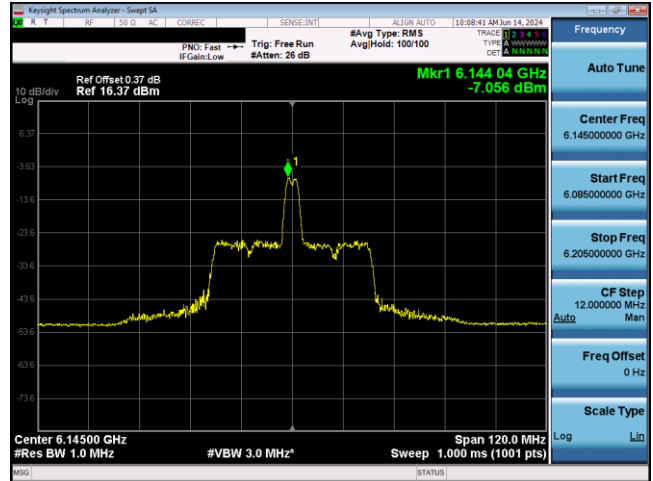 Keysight Spectrum Analyzer - Swept SA
LXI R T RF 50 Ω AC CORREC SENSE:INT ALIGN AUTO 10:08:41 AM Jun 14, 2024
PNO: Fast Trig: Free Run #Avg Type: RMS TRACE 1 2 3 4 5 6
IFGain:Low #Atten: 26 dB Avg|Hold: 100/100 TYPE A WWWWW
DET A N N N N N
Ref Offset 0.37 dB Mkr1 6.144 04 GHz
10 dB/div Ref 16.37 dBm -7.056 dBm
Log
6.37
-3.63
-13.6
-23.6
-33.6
-43.6
-53.6
-63.6
-73.6
1
Center 6.14500 GHz Span 120.0 MHz
#Res BW 1.0 MHz #VBW 3.0 MHz* Sweep 1.000 ms (1001 pts)
MSG STATUS
Frequency
Auto Tune
Center Freq
6.145000000 GHz
Start Freq
6.085000000 GHz
Stop Freq
6.205000000 GHz
CF Step
12.000000 MHz
Auto Man
Freq Offset
0 Hz
Scale Type
Log Lin